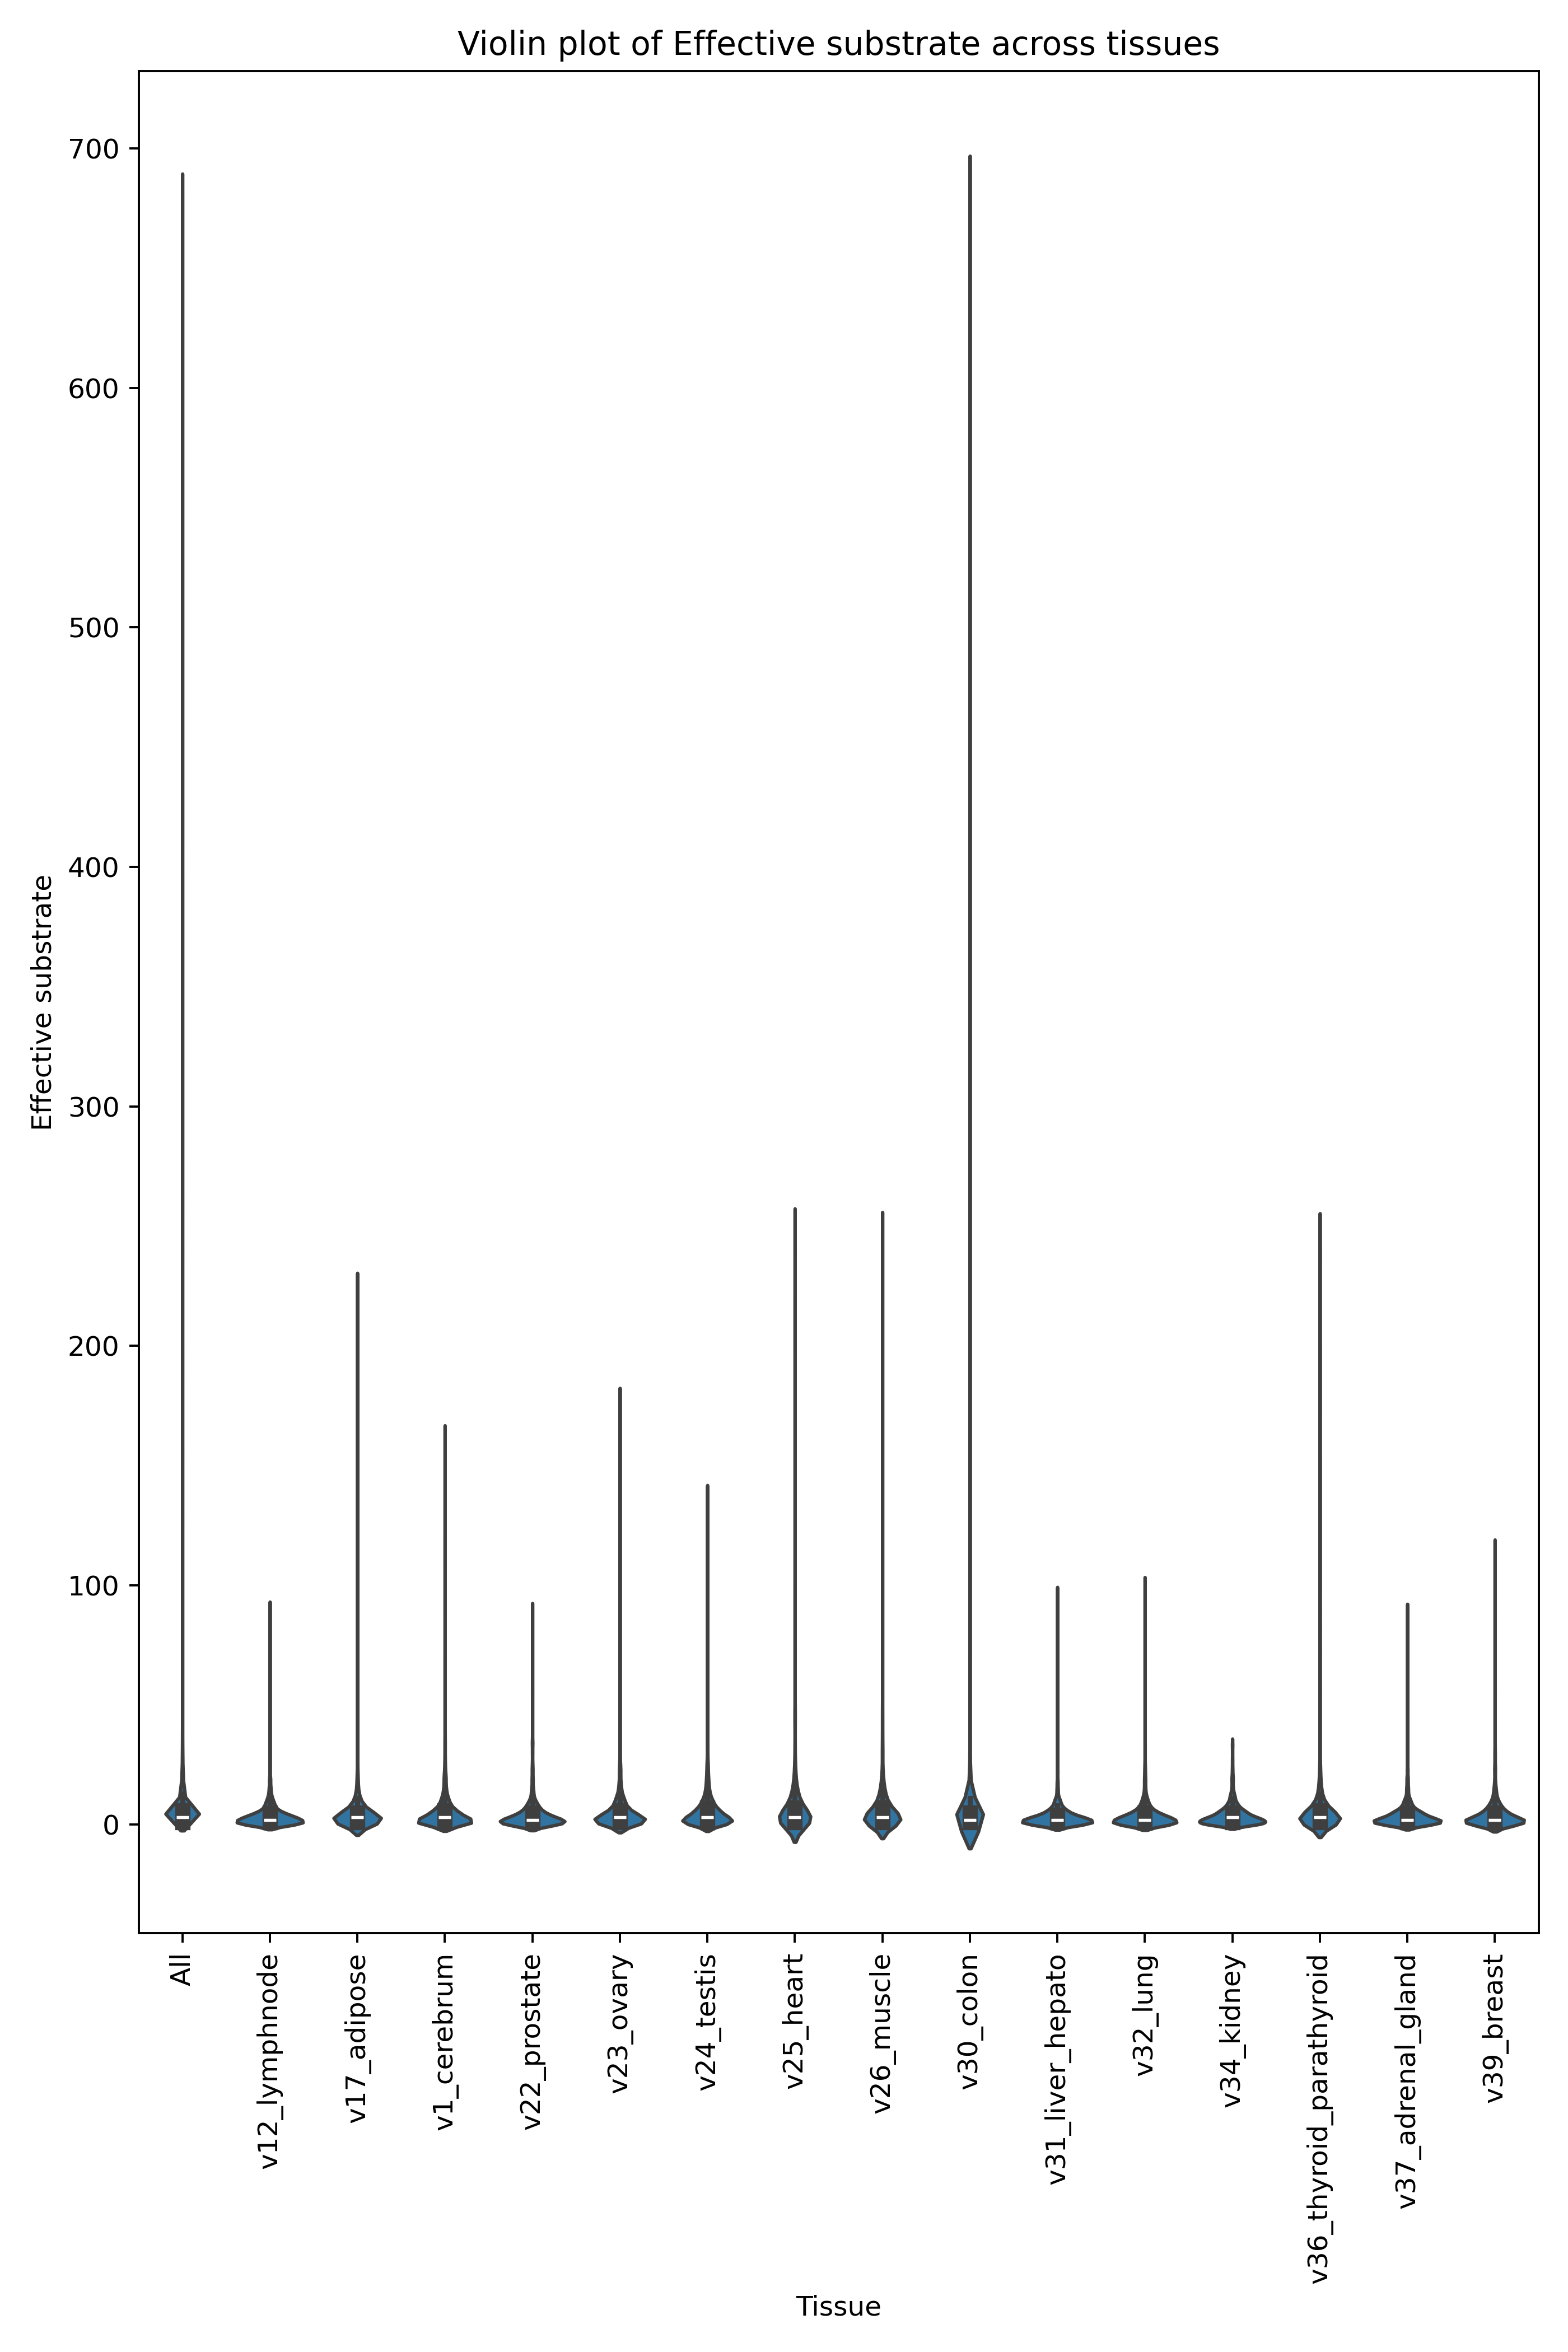 Violin plot of Effective substrate across tissues
700
600
500
400
300
200
100
0
Effective substrate
All
v12_lymphnode
v17_adipose
v1_cerebrum
v22_prostate
v23_ovary
v24_testis
v25_heart
v26_muscle
v30_colon
v31_liver_hepato
v32_lung
v34_kidney
v36_thyroid_parathyroid
v37_adrenal_gland
v39_breast
Tissue